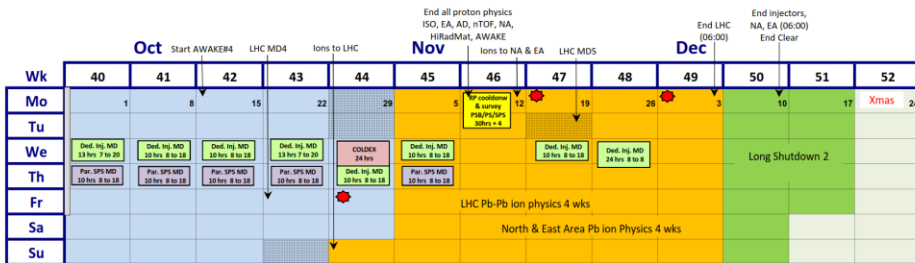 End all proton physics
ISO, EA, AD, nTOF, NA,
HiRadMat, AWAKE
End LHC
(06:00)
End injectors,
NA, EA (06:00)
End Clear
Oct
Start AWAKE#4
LHC MD4
Ions to LHC
Nov
Ions to NA & EA
LHC MD5
Dec
Wk 40 41 42 43 44 45 46 47 48 49 50 51 52
Mo 1 8 15 22 29 5 12 19 26 3 10 17 Xmas 24
RP cooldonw
& survey
PSB/PS/SPS
30hrs + 4
Tu
We
Ded. Inj. MD
13 hrs 7 to 20
Ded. Inj. MD
10 hrs 8 to 18
Ded. Inj. MD
10 hrs 8 to 18
Ded. Inj. MD
13 hrs 7 to 20
COLDEX
24 hrs
Ded. Inj. MD
10 hrs 8 to 18
Ded. Inj. MD
10 hrs 8 to 18
Ded. Inj. MD
24 hrs 8 to 8
Long Shutdown 2
Th
Par. SPS MD
10 hrs 8 to 18
Par. SPS MD
10 hrs 8 to 18
Par. SPS MD
10 hrs 8 to 18
Par. SPS MD
10 hrs 8 to 18
Ded. Inj. MD
10 hrs 8 to 18
Par. SPS MD
10 hrs 8 to 18
Fr
LHC Pb-Pb ion physics 4 wks
Sa
North & East Area Pb ion Physics 4 wks
Su